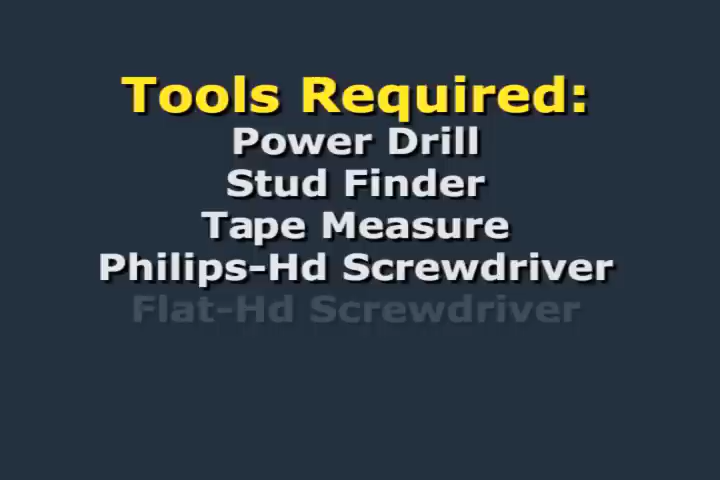 Tools Required:
Power Drill
Stud Finder
Tape Measure
Philips-Hd Screwdriver
Flat-Hd Screwdriver